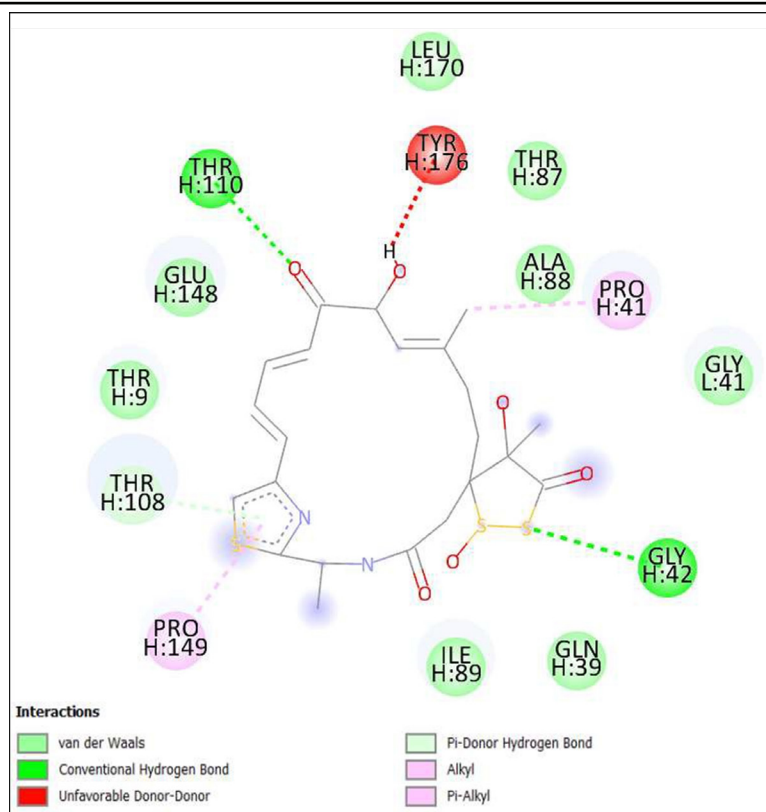 LEU
H:170
TYR
H:176
THR
H:87
THR
H:110
H
O
O
GLU
H:148
ALA
H:88
PRO
H:41
GLY
L:41
THR
H:9
O
O
THR
H:108
N
S
S
S
O
GLY
H:42
N
O
PRO
H:149
ILE
H:89
GLN
H:39
Interactions
van der Waals
Conventional Hydrogen Bond
Unfavorable Donor-Donor
Pi-Donor Hydrogen Bond
Alkyl
Pi-Alkyl